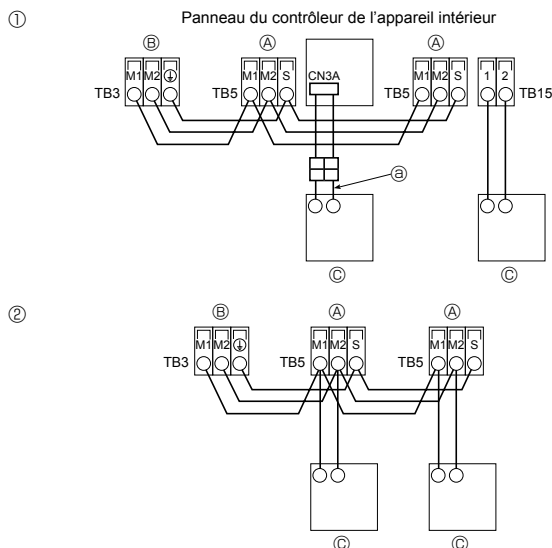 ① Panneau du contrôleur de l'appareil intérieur
Ⓑ Ⓐ Ⓐ
M1 M2 ⏚ M1 M2 S CN3A M1 M2 S 1 2
TB3 TB5 TB5 TB15
ⓐ
Ⓒ Ⓒ
②
Ⓑ Ⓐ Ⓐ
M1 M2 ⏚ M1 M2 S M1 M2 S
TB3 TB5 TB5
Ⓒ Ⓒ